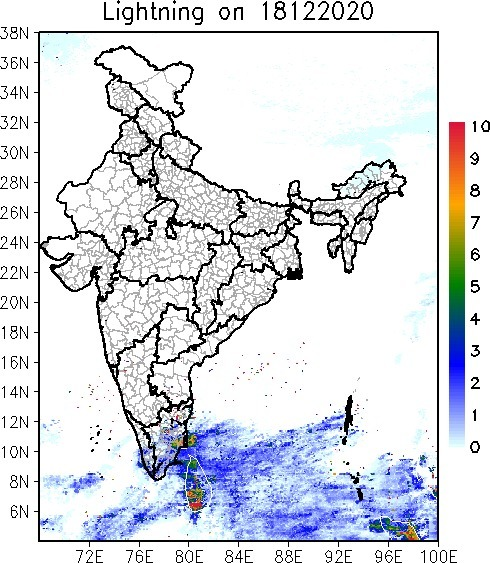 Lightning on 18122020
38N
36N
34N
32N
30N
28N
26N
24N
22N
20N
18N
16N
14N
12N
10N
8N
6N
72E 76E 80E 84E 88E 92E 96E 100E
10
9
8
7
6
5
4
3
2
1
0